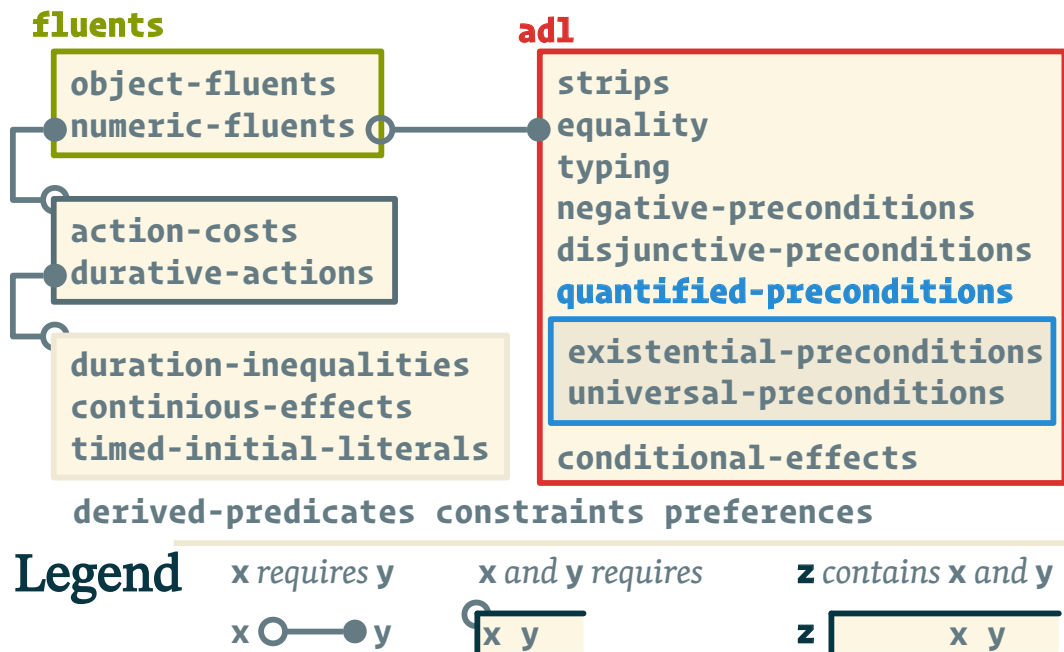 fluents
object-fluents
numeric-fluents
action-costs
durative-actions
duration-inequalities
continious-effects
timed-initial-literals
adl
strips
equality
typing
negative-preconditions
disjunctive-preconditions
quantified-preconditions
existential-preconditions
universal-preconditions
conditional-effects
derived-predicates constraints preferences
Legend
x requires y
x y
x and y requires
x y
z contains x and y
z x y